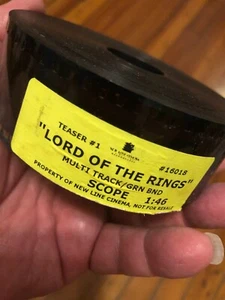 TEASER #1
#16018
"LORD OF THE RINGS"
MULTI TRACK/GRN BND
SCOPE 1:46
PROPERTY OF NEW LINE CINEMA, NOT FOR RESALE